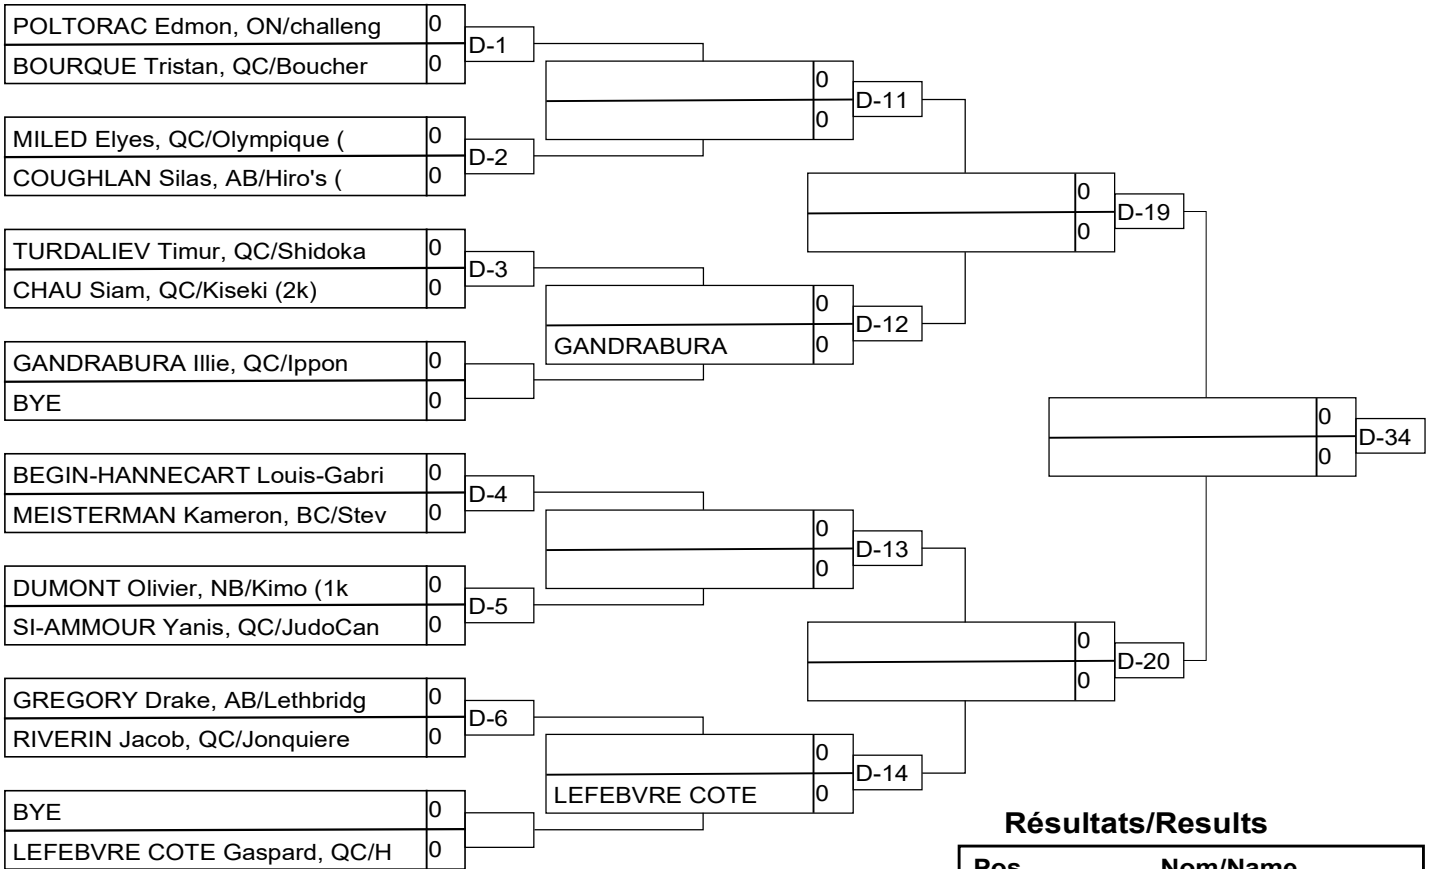 POLTORAC Edmon, ON/challeng 0
D-1
BOURQUE Tristan, QC/Boucher 0
0
D-11
0
MILED Elyes, QC/Olympique ( 0
D-2
COUGHLAN Silas, AB/Hiro's ( 0
0
D-19
0
TURDALIEV Timur, QC/Shidoka 0
D-3
CHAU Siam, QC/Kiseki (2k) 0
0
D-12
GANDRABURA 0
GANDRABURA Illie, QC/Ippon 0
BYE 0
0
D-34
0
BEGIN-HANNECART Louis-Gabri 0
D-4
MEISTERMAN Kameron, BC/Stev 0
0
D-13
0
DUMONT Olivier, NB/Kimo (1k 0
D-5
SI-AMMOUR Yanis, QC/JudoCan 0
0
D-20
0
GREGORY Drake, AB/Lethbridg 0
D-6
RIVERIN Jacob, QC/Jonquiere 0
0
D-14
LEFEBVRE COTE 0
BYE 0
LEFEBVRE COTE Gaspard, QC/H 0
Résultats/Results
Pos Nom/Name